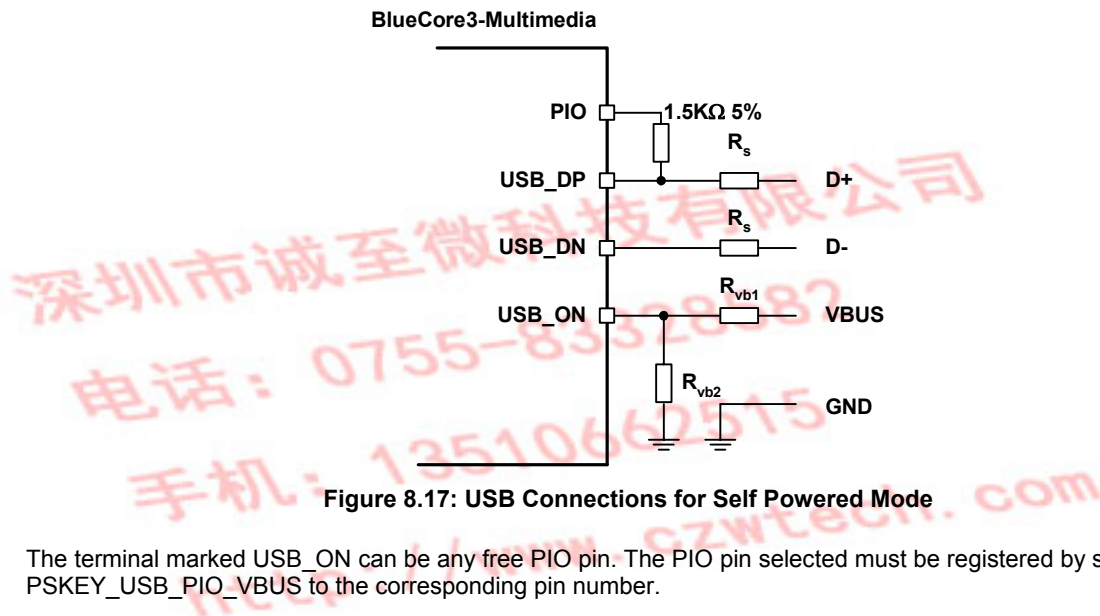 BlueCore3-Multimedia
PIO
1.5KΩ 5%
Rs
USB_DP
D+
Rs
USB_DN
D-
Rvb1
USB_ON
VBUS
Rvb2
GND
深圳市诚至微科技有限公司
电话：0755-83328582
手机：13510662515
http://www.czwtech.com
Figure 8.17: USB Connections for Self Powered Mode
The terminal marked USB_ON can be any free PIO pin. The PIO pin selected must be registered by s
PSKEY_USB_PIO_VBUS to the corresponding pin number.